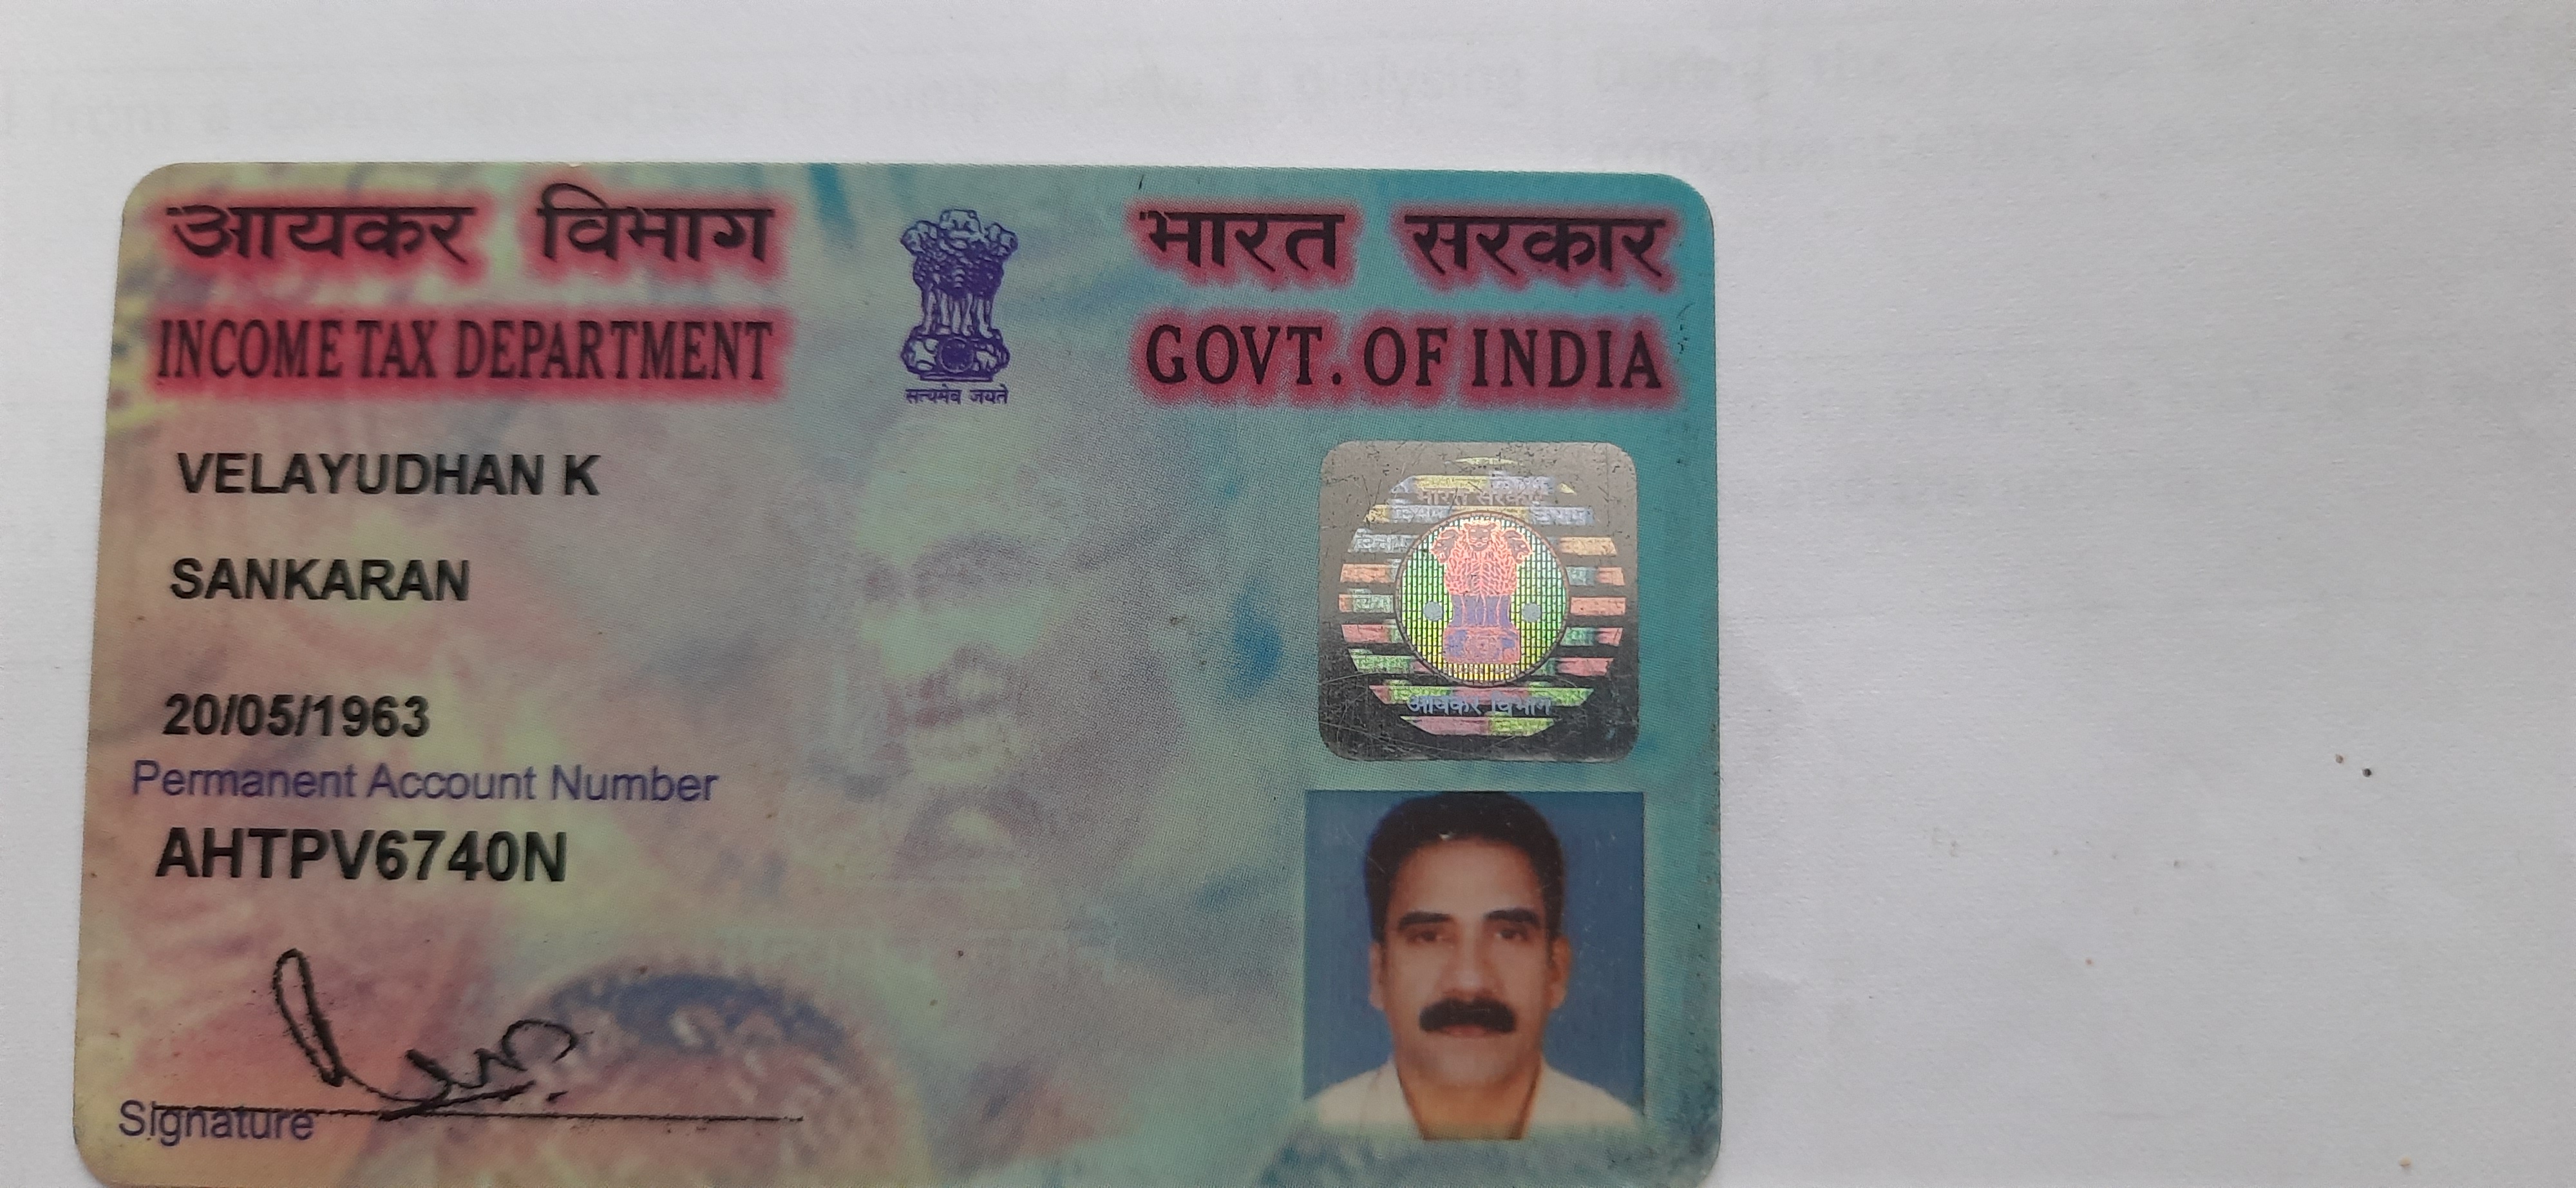 आयकर विभाग
INCOME TAX DEPARTMENT
सत्यमेव जयते
भारत सरकार
GOVT. OF INDIA
VELAYUDHAN K
SANKARAN
20/05/1963
Permanent Account Number
AHTPV6740N
Signature
आयकर विभाग